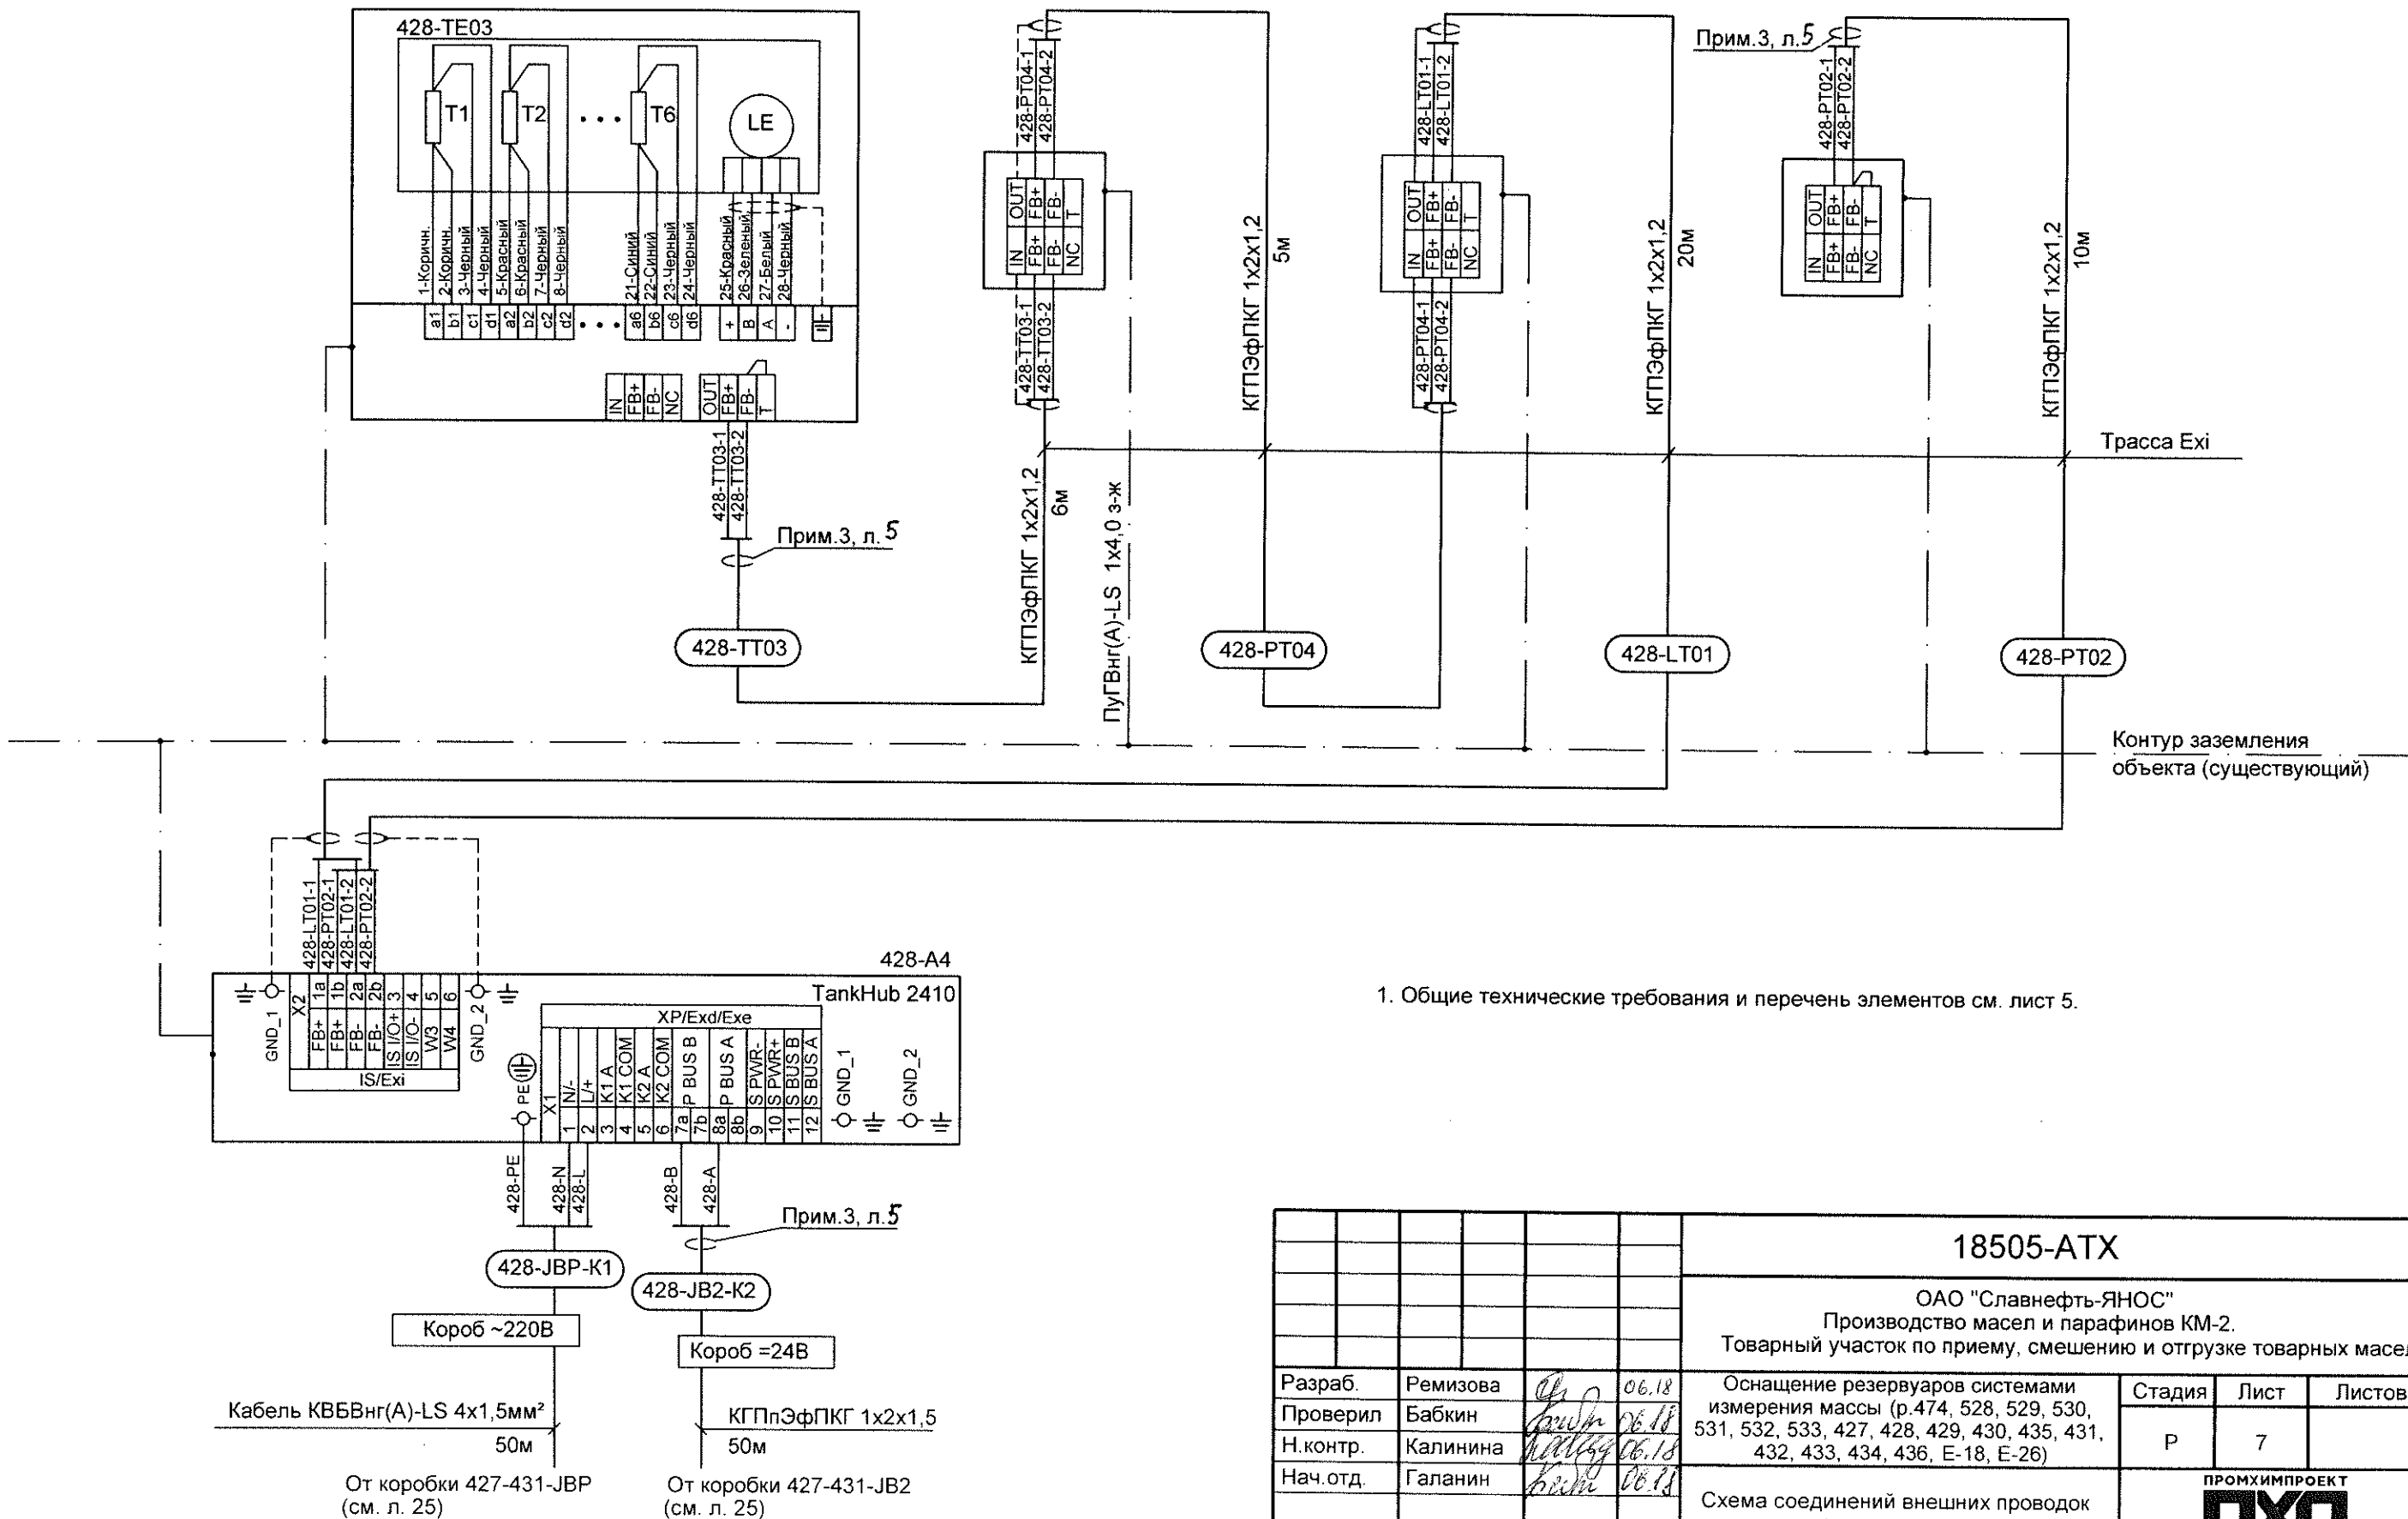 428-TE03
T1
T2
T6
LE
1-Коричн.
2-Коричн.
3-Черный
4-Черный
5-Красный
6-Красный
7-Черный
8-Черный
21-Синий
22-Синий
23-Черный
24-Черный
25-Красный
26-Зеленый
27-Белый
28-Черный
a1
b1
c1
d1
a2
b2
c2
d2
a6
b6
c6
d6
+
B
A
-
IN
FB+
FB-
NC
OUT
FB+
FB-
T
428-TT03-1
428-TT03-2
Прим.3, л.5
428-TT03
428-PT04-1
428-PT04-2
OUT
FB+
FB-
T
IN
FB+
FB-
NC
428-TT03-1
428-TT03-2
КГПЭфПКГ 1x2x1,2
6м
ПуГВнг(А)-LS 1x4,0 з-ж
КГПЭфПКГ 1x2x1,2
5м
428-PT04
428-LT01-1
428-LT01-2
OUT
FB+
FB-
T
IN
FB+
FB-
NC
428-PT04-1
428-PT04-2
КГПЭфПКГ 1x2x1,2
20м
428-LT01
Прим.3, л.5
428-PT02-1
428-PT02-2
OUT
FB+
FB-
T
IN
FB+
FB-
NC
КГПЭфПКГ 1x2x1,2
10м
428-PT02
Трасса Exi
Контур заземления
объекта (существующий)
428-LT01-1
428-PT02-1
428-LT01-2
428-PT02-2
428-A4
TankHub 2410
GND_1
X2
1a
1b
2a
2b
3
4
5
6
FB+
FB+
FB-
FB-
IS I/O+
IS I/O-
W3
W4
IS/Exi
GND_2
PE
XP/Exd/Exe
X1
N/-
L/+
K1 A
K1 COM
K2 A
K2 COM
P BUS B
P BUS A
S PWR-
S PWR+
S BUS B
S BUS A
1
2
3
4
5
6
7a
7b
8a
8b
9
10
11
12
GND_1
GND_2
428-PE
428-N
428-L
428-B
428-A
Прим.3, л.5
428-JBP-K1
428-JB2-K2
Короб ~220В
Короб =24В
Кабель КВБВнг(А)-LS 4x1,5мм²
50м
КГПпЭфПКГ 1x2x1,5
50м
От коробки 427-431-JBP
(см. л. 25)
От коробки 427-431-JB2
(см. л. 25)
1. Общие технические требования и перечень элементов см. лист 5.
18505-АТХ
ОАО "Славнефть-ЯНОС"
Производство масел и парафинов КМ-2.
Товарный участок по приему, смешению и отгрузке товарных масел
Разраб. Ремизова 06.18
Проверил Бабкин 06.18
Н.контр. Калинина 06.18
Нач.отд. Галанин 06.18
Оснащение резервуаров системами
измерения массы (р.474, 528, 529, 530,
531, 532, 533, 427, 428, 429, 430, 435, 431,
432, 433, 434, 436, Е-18, Е-26)
Стадия Лист Листов
Р 7
Схема соединений внешних проводок
ПРОМХИМПРОЕКТ
ПХП